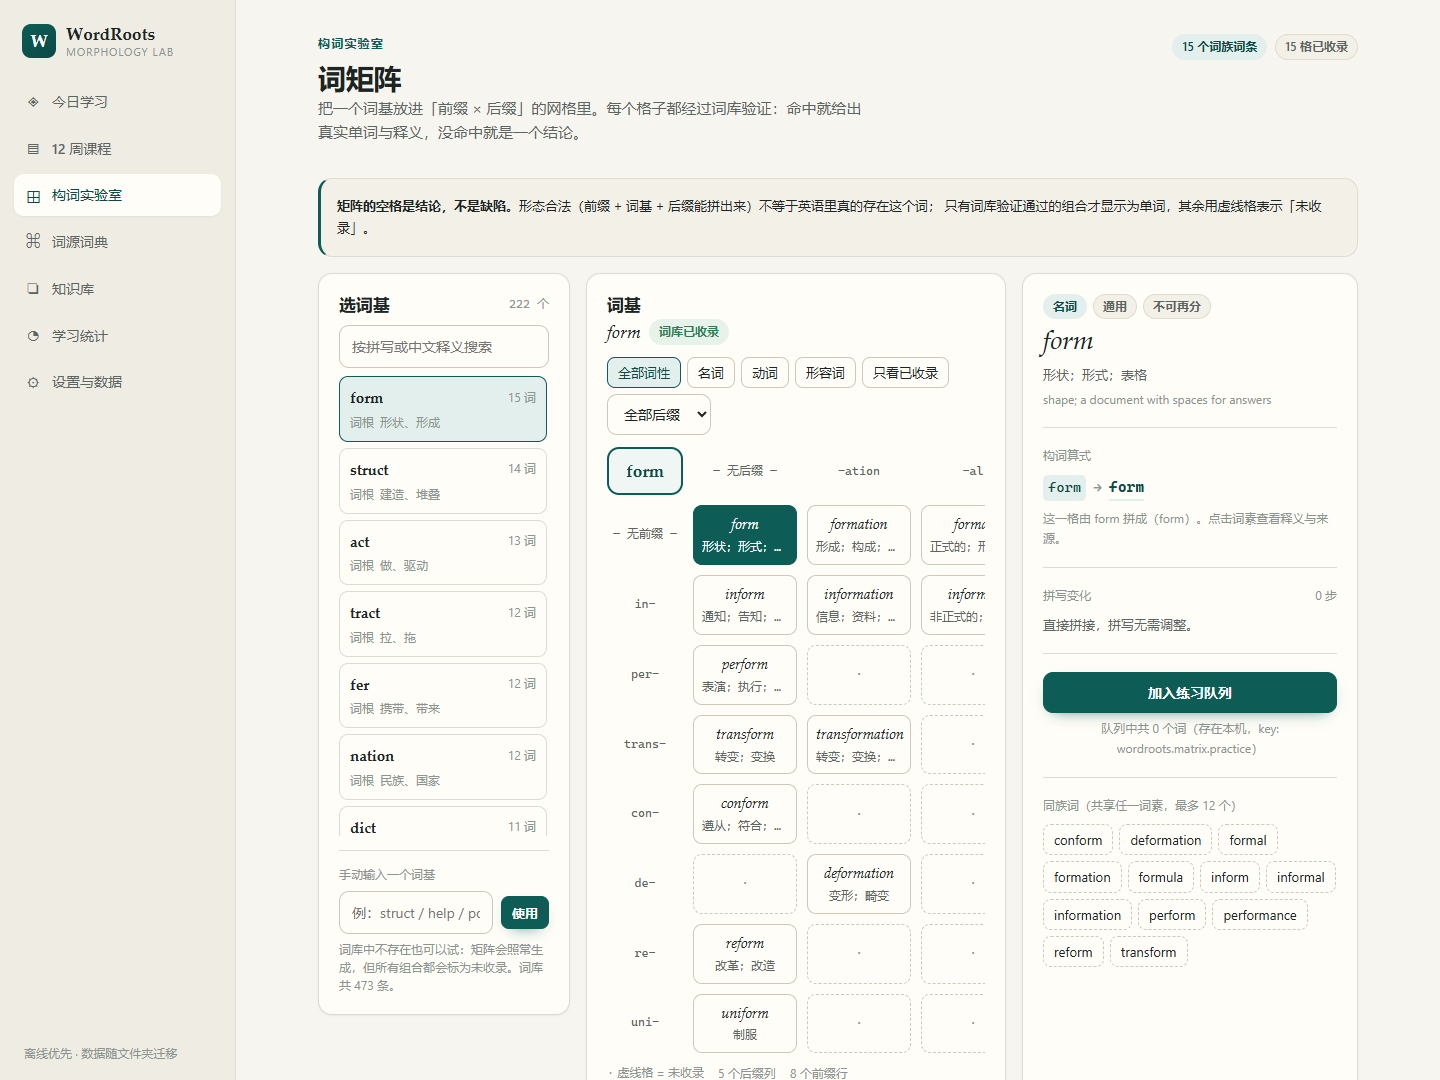 W
WordRoots
MORPHOLOGY LAB
今日学习
12 周课程
构词实验室
词源词典
知识库
学习统计
设置与数据
离线优先 · 数据随文件夹迁移
构词实验室
词矩阵
把一个词基放进「前缀 × 后缀」的网格里。每个格子都经过词库验证：命中就给出
真实单词与释义，没命中就是一个结论。
15 个词族词条
15 格已收录
矩阵的空格是结论，不是缺陷。形态合法（前缀 + 词基 + 后缀能拼出来）不等于英语里真的存在这个词； 只有词库验证通过的组合才显示为单词，其余用虚线格表示「未收
录」。
选词基
222 个
按拼写或中文释义搜索
form
15 词
词根 形状、形成
struct
14 词
词根 建造、堆叠
act
13 词
词根 做、驱动
tract
12 词
词根 拉、拖
fer
12 词
词根 携带、带来
nation
12 词
词根 民族、国家
dict
11 词
手动输入一个词基
例：struct / help / po
使用
词库中不存在也可以试：矩阵会照常生
成，但所有组合都会标为未收录。词库
共 473 条。
词基
form
词库已收录
全部词性
名词
动词
形容词
只看已收录
全部后缀
form
— 无后缀 —
-ation
-al
— 无前缀 —
form
形状；形式；…
formation
形成；构成；…
forma
正式的；形
in-
inform
通知；告知；…
information
信息；资料；…
inform
非正式的；
per-
perform
表演；执行；…
·
·
trans-
transform
转变；变换
transformation
转变；变换；…
·
con-
conform
遵从；符合；…
·
·
de-
·
deformation
变形；畸变
·
re-
reform
改革；改造
·
·
uni-
uniform
制服
·
·
· 虚线格 = 未收录 5 个后缀列 8 个前缀行
名词
通用
不可再分
form
形状；形式；表格
shape; a document with spaces for answers
构词算式
form → form
这一格由 form 拼成（form）。点击词素查看释义与来
源。
拼写变化
0 步
直接拼接，拼写无需调整。
加入练习队列
队列中共 0 个词（存在本机，key:
wordroots.matrix.practice）
同族词（共享任一词素，最多 12 个）
conform
deformation
formal
formation
formula
inform
informal
information
perform
performance
reform
transform